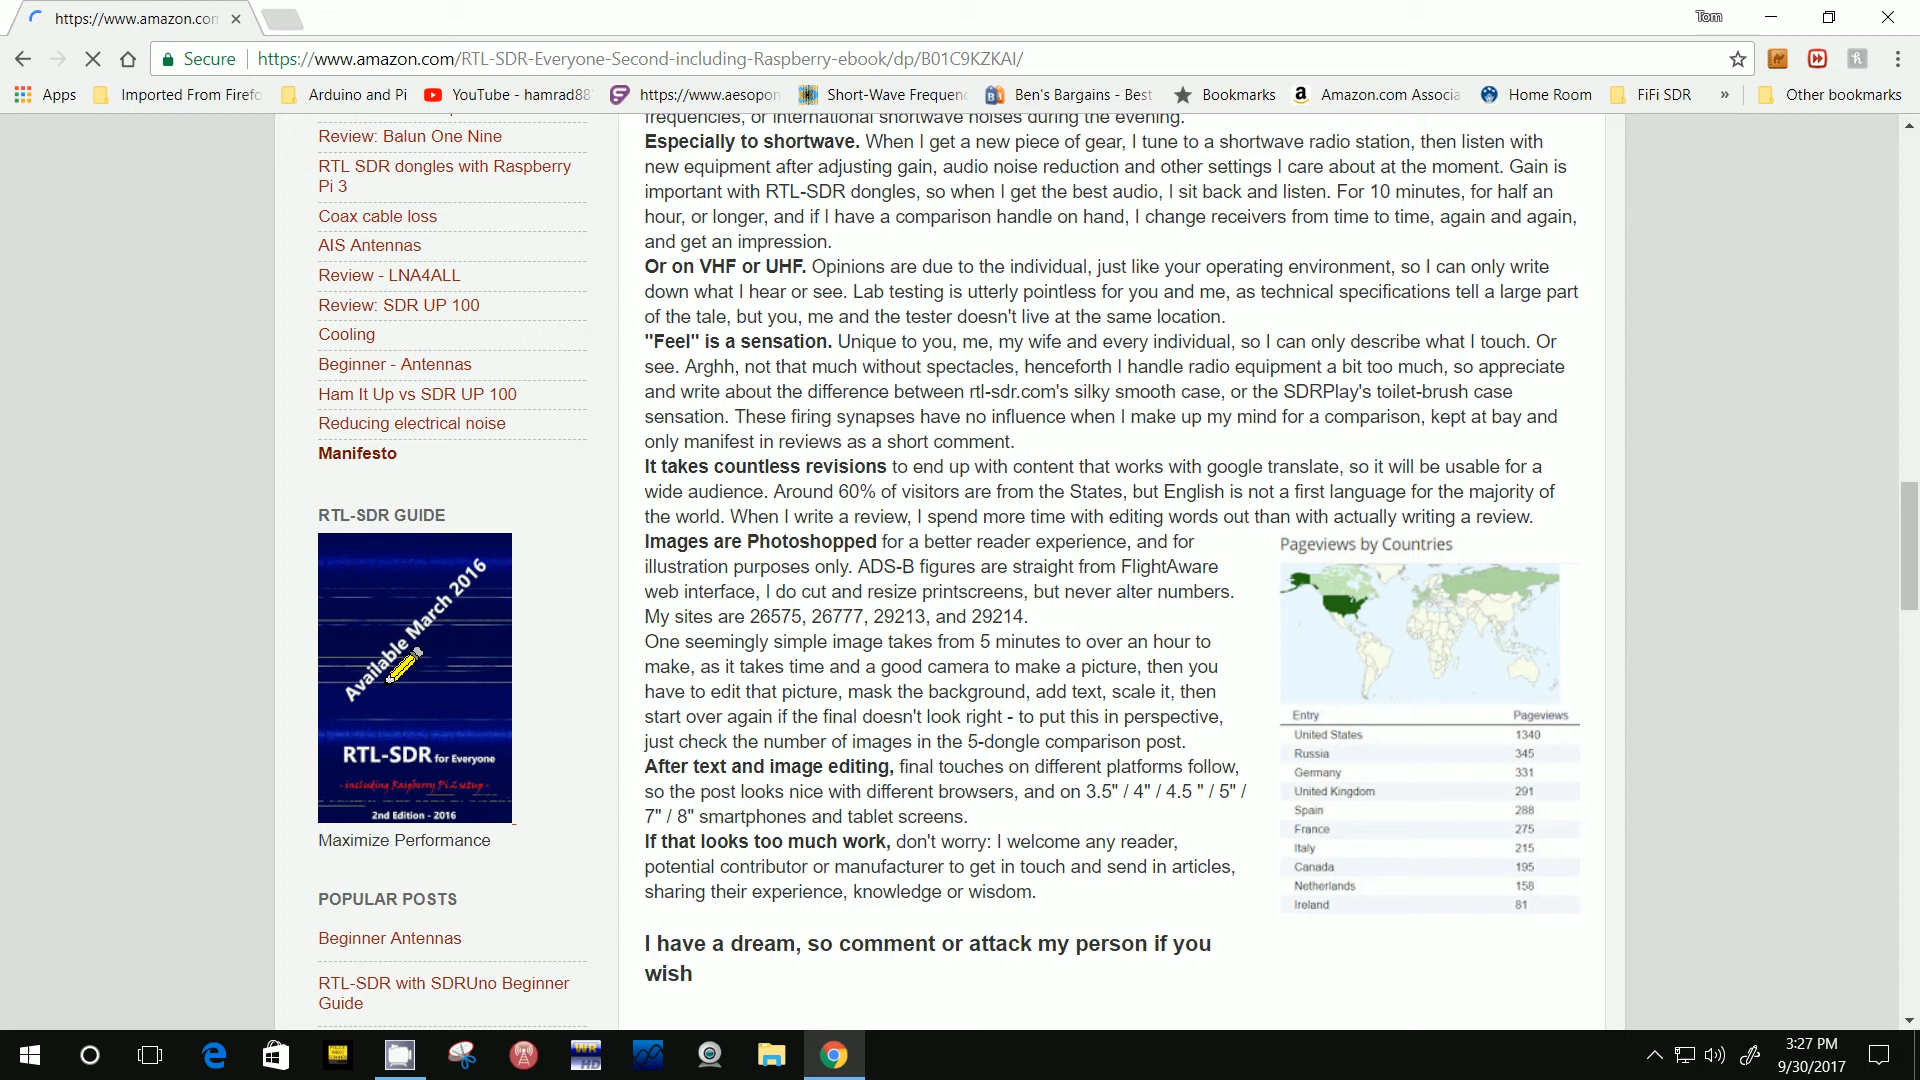 https://www.amazon.com
Tom
Secure
https://www.amazon.com/RTL-SDR-Everyone-Second-including-Raspberry-ebook/dp/B01C9KZKAI/
Apps
Imported From Firefo
Arduino and Pi
YouTube - hamrad88
https://www.aesopon
Short-Wave Frequenc
Ben's Bargains - Best
Bookmarks
Amazon.com Associa
Home Room
FiFi SDR
»
Other bookmarks
Review: Balun One Nine
RTL SDR dongles with Raspberry
Pi 3
Coax cable loss
AIS Antennas
Review - LNA4ALL
Review: SDR UP 100
Cooling
Beginner - Antennas
Ham It Up vs SDR UP 100
Reducing electrical noise
Manifesto
RTL-SDR GUIDE
Available March 2016
RTL-SDR for Everyone
- including Raspberry Pi 2 setup -
2nd Edition - 2016
Maximize Performance
POPULAR POSTS
Beginner Antennas
RTL-SDR with SDRUno Beginner
Guide
frequencies, or international shortwave noises during the evening.
Especially to shortwave. When I get a new piece of gear, I tune to a shortwave radio station, then listen with
new equipment after adjusting gain, audio noise reduction and other settings I care about at the moment. Gain is
important with RTL-SDR dongles, so when I get the best audio, I sit back and listen. For 10 minutes, for half an
hour, or longer, and if I have a comparison handle on hand, I change receivers from time to time, again and again,
and get an impression.
Or on VHF or UHF. Opinions are due to the individual, just like your operating environment, so I can only write
down what I hear or see. Lab testing is utterly pointless for you and me, as technical specifications tell a large part
of the tale, but you, me and the tester doesn't live at the same location.
"Feel" is a sensation. Unique to you, me, my wife and every individual, so I can only describe what I touch. Or
see. Arghh, not that much without spectacles, henceforth I handle radio equipment a bit too much, so appreciate
and write about the difference between rtl-sdr.com's silky smooth case, or the SDRPlay's toilet-brush case
sensation. These firing synapses have no influence when I make up my mind for a comparison, kept at bay and
only manifest in reviews as a short comment.
It takes countless revisions to end up with content that works with google translate, so it will be usable for a
wide audience. Around 60% of visitors are from the States, but English is not a first language for the majority of
the world. When I write a review, I spend more time with editing words out than with actually writing a review.
Images are Photoshopped for a better reader experience, and for
illustration purposes only. ADS-B figures are straight from FlightAware
web interface, I do cut and resize printscreens, but never alter numbers.
My sites are 26575, 26777, 29213, and 29214.
One seemingly simple image takes from 5 minutes to over an hour to
make, as it takes time and a good camera to make a picture, then you
have to edit that picture, mask the background, add text, scale it, then
start over again if the final doesn't look right - to put this in perspective,
just check the number of images in the 5-dongle comparison post.
After text and image editing, final touches on different platforms follow,
so the post looks nice with different browsers, and on 3.5" / 4" / 4.5 " / 5" /
7" / 8" smartphones and tablet screens.
If that looks too much work, don't worry: I welcome any reader,
potential contributor or manufacturer to get in touch and send in articles,
sharing their experience, knowledge or wisdom.
I have a dream, so comment or attack my person if you
wish
Pageviews by Countries
Entry Pageviews
United States 1340
Russia 345
Germany 331
United Kingdom 291
Spain 288
France 275
Italy 215
Canada 195
Netherlands 158
Ireland 81
3:27 PM
9/30/2017